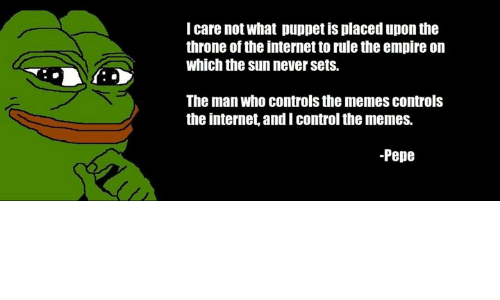 I care not what puppet is placed upon the
throne of the internet to rule the empire on
which the sun never sets.
The man who controls the memes controls
the internet, and I control the memes.
-Pepe